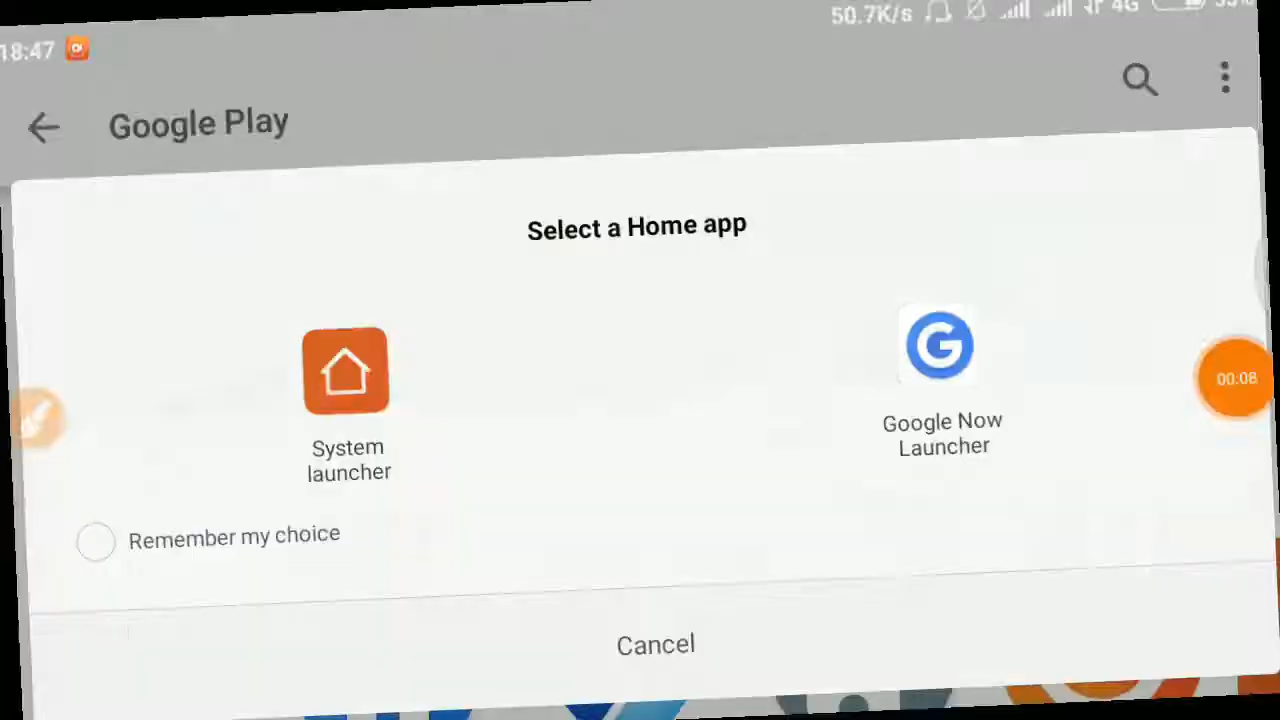 18:47
50.7K/s
4G
Google Play
Select a Home app
System
launcher
Google Now
Launcher
00:08
Remember my choice
Cancel